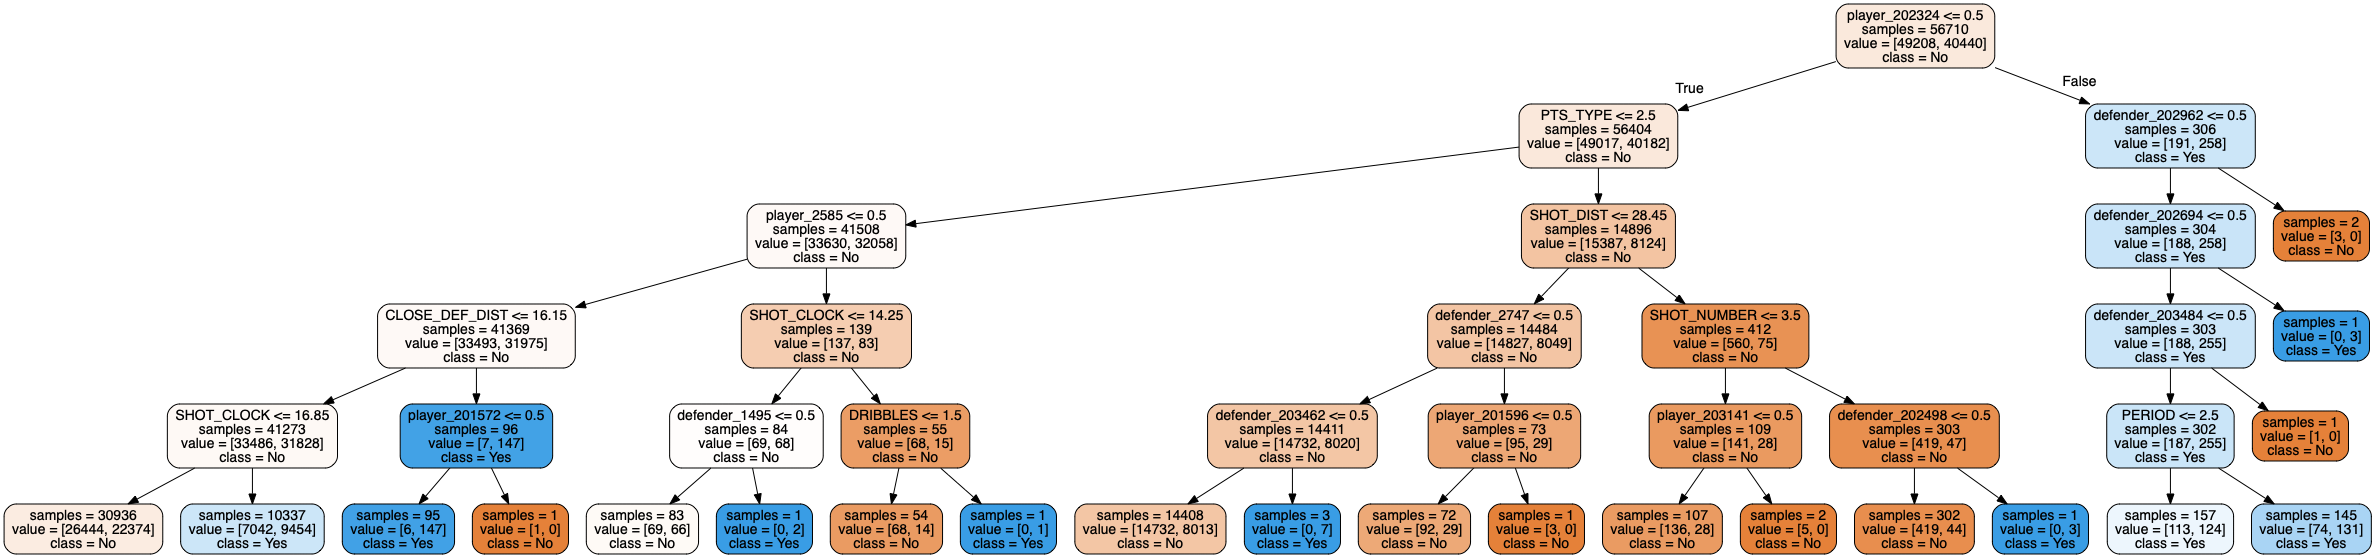 player_202324 <= 0.5
samples = 56710
value = [49208, 40440]
class = No
True
False
PTS_TYPE <= 2.5
samples = 56404
value = [49017, 40182]
class = No
defender_202962 <= 0.5
samples = 306
value = [191, 258]
class = Yes
player_2585 <= 0.5
samples = 41508
value = [33630, 32058]
class = No
SHOT_DIST <= 28.45
samples = 14896
value = [15387, 8124]
class = No
defender_202694 <= 0.5
samples = 304
value = [188, 258]
class = Yes
samples = 2
value = [3, 0]
class = No
CLOSE_DEF_DIST <= 16.15
samples = 41369
value = [33493, 31975]
class = No
SHOT_CLOCK <= 14.25
samples = 139
value = [137, 83]
class = No
defender_2747 <= 0.5
samples = 14484
value = [14827, 8049]
class = No
SHOT_NUMBER <= 3.5
samples = 412
value = [560, 75]
class = No
defender_203484 <= 0.5
samples = 303
value = [188, 255]
class = Yes
samples = 1
value = [0, 3]
class = Yes
SHOT_CLOCK <= 16.85
samples = 41273
value = [33486, 31828]
class = No
player_201572 <= 0.5
samples = 96
value = [7, 147]
class = Yes
defender_1495 <= 0.5
samples = 84
value = [69, 68]
class = No
DRIBBLES <= 1.5
samples = 55
value = [68, 15]
class = No
defender_203462 <= 0.5
samples = 14411
value = [14732, 8020]
class = No
player_201596 <= 0.5
samples = 73
value = [95, 29]
class = No
player_203141 <= 0.5
samples = 109
value = [141, 28]
class = No
defender_202498 <= 0.5
samples = 303
value = [419, 47]
class = No
PERIOD <= 2.5
samples = 302
value = [187, 255]
class = Yes
samples = 1
value = [1, 0]
class = No
samples = 30936
value = [26444, 22374]
class = No
samples = 10337
value = [7042, 9454]
class = Yes
samples = 95
value = [6, 147]
class = Yes
samples = 1
value = [1, 0]
class = No
samples = 83
value = [69, 66]
class = No
samples = 1
value = [0, 2]
class = Yes
samples = 54
value = [68, 14]
class = No
samples = 1
value = [0, 1]
class = Yes
samples = 14408
value = [14732, 8013]
class = No
samples = 3
value = [0, 7]
class = Yes
samples = 72
value = [92, 29]
class = No
samples = 1
value = [3, 0]
class = No
samples = 107
value = [136, 28]
class = No
samples = 2
value = [5, 0]
class = No
samples = 302
value = [419, 44]
class = No
samples = 1
value = [0, 3]
class = Yes
samples = 157
value = [113, 124]
class = Yes
samples = 145
value = [74, 131]
class = Yes